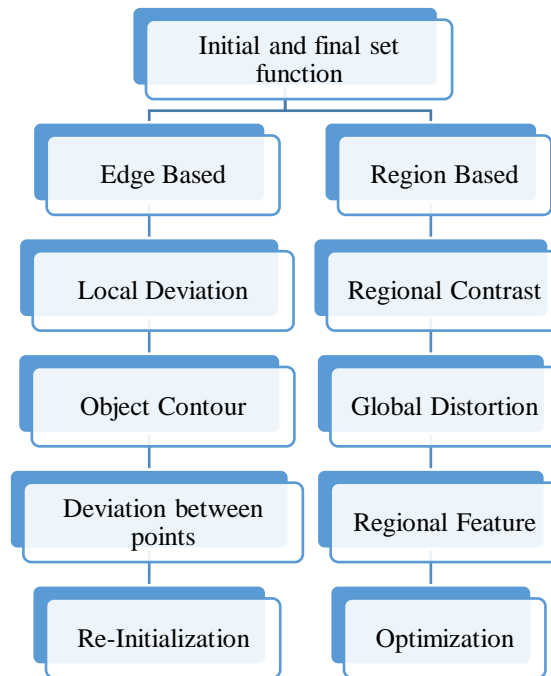 Initial and final set
function
Edge Based
Region Based
Local Deviation
Regional Contrast
Object Contour
Global Distortion
Deviation between
points
Regional Feature
Re-Initialization
Optimization